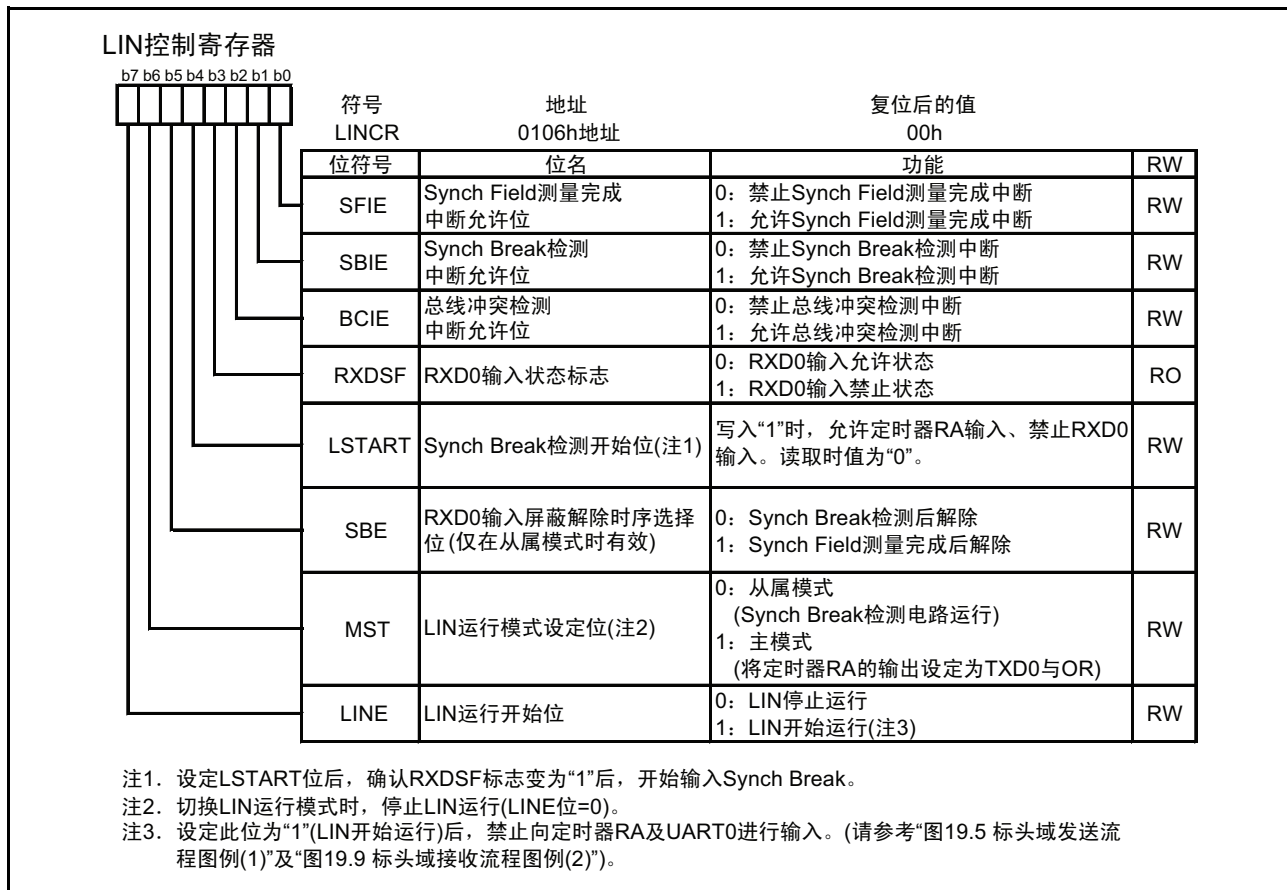 LIN控制寄存器
b7 b6 b5 b4 b3 b2 b1 b0
符号 地址 复位后的值
LINCR 0106h地址 00h
位符号 位名 功能 RW
SFIE Synch Field测量完成 0：禁止Synch Field测量完成中断 RW
中断允许位 1：允许Synch Field测量完成中断
SBIE Synch Break检测 0：禁止Synch Break检测中断 RW
中断允许位 1：允许Synch Break检测中断
BCIE 总线冲突检测 0：禁止总线冲突检测中断 RW
中断允许位 1：允许总线冲突检测中断
RXDSF RXD0输入状态标志 0：RXD0输入允许状态 RO
1：RXD0输入禁止状态
LSTART Synch Break检测开始位(注1) 写入“1”时，允许定时器RA输入、禁止RXD0 RW
输入。读取时值为“0”。
SBE RXD0输入屏蔽解除时序选择 0：Synch Break检测后解除 RW
位(仅在从属模式时有效) 1：Synch Field测量完成后解除
MST LIN运行模式设定位(注2) 0：从属模式 RW
(Synch Break检测电路运行)
1：主模式
(将定时器RA的输出设定为TXD0与OR)
LINE LIN运行开始位 0：LIN停止运行 RW
1：LIN开始运行(注3)
注1．设定LSTART位后，确认RXDSF标志变为“1”后，开始输入Synch Break。
注2．切换LIN运行模式时，停止LIN运行(LINE位=0)。
注3．设定此位为“1”(LIN开始运行)后，禁止向定时器RA及UART0进行输入。(请参考“图19.5 标头域发送流
程图例(1)”及“图19.9 标头域接收流程图例(2)”)。